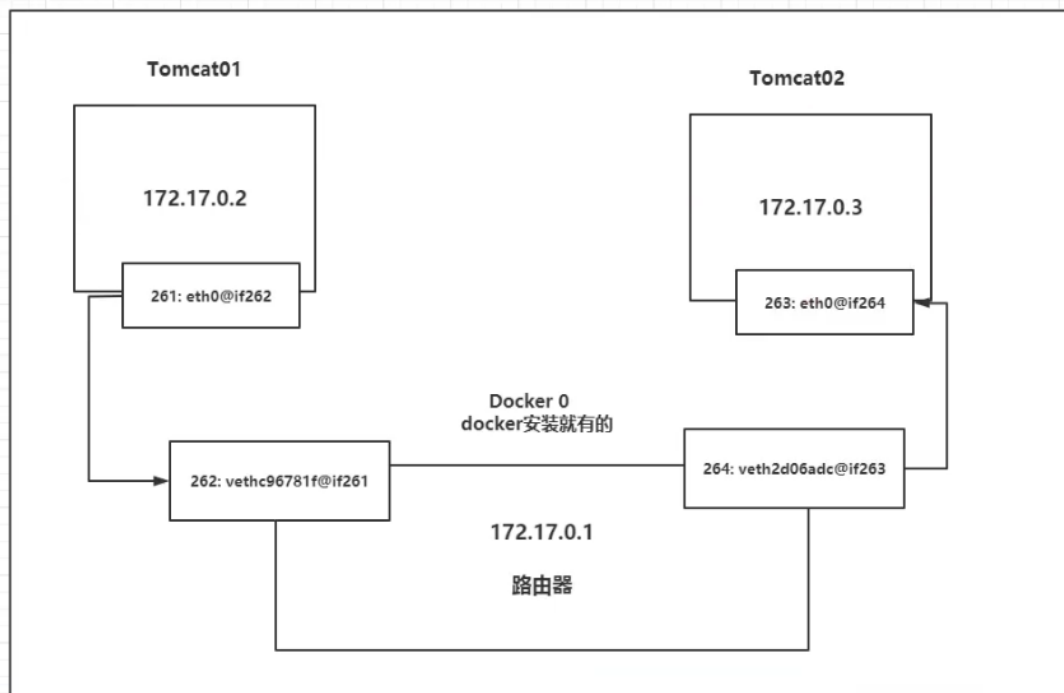 Tomcat01
Tomcat02
172.17.0.2
172.17.0.3
261: eth0@if262
263: eth0@if264
Docker 0
docker安装就有的
262: vethc96781f@if261
264: veth2d06adc@if263
172.17.0.1
路由器